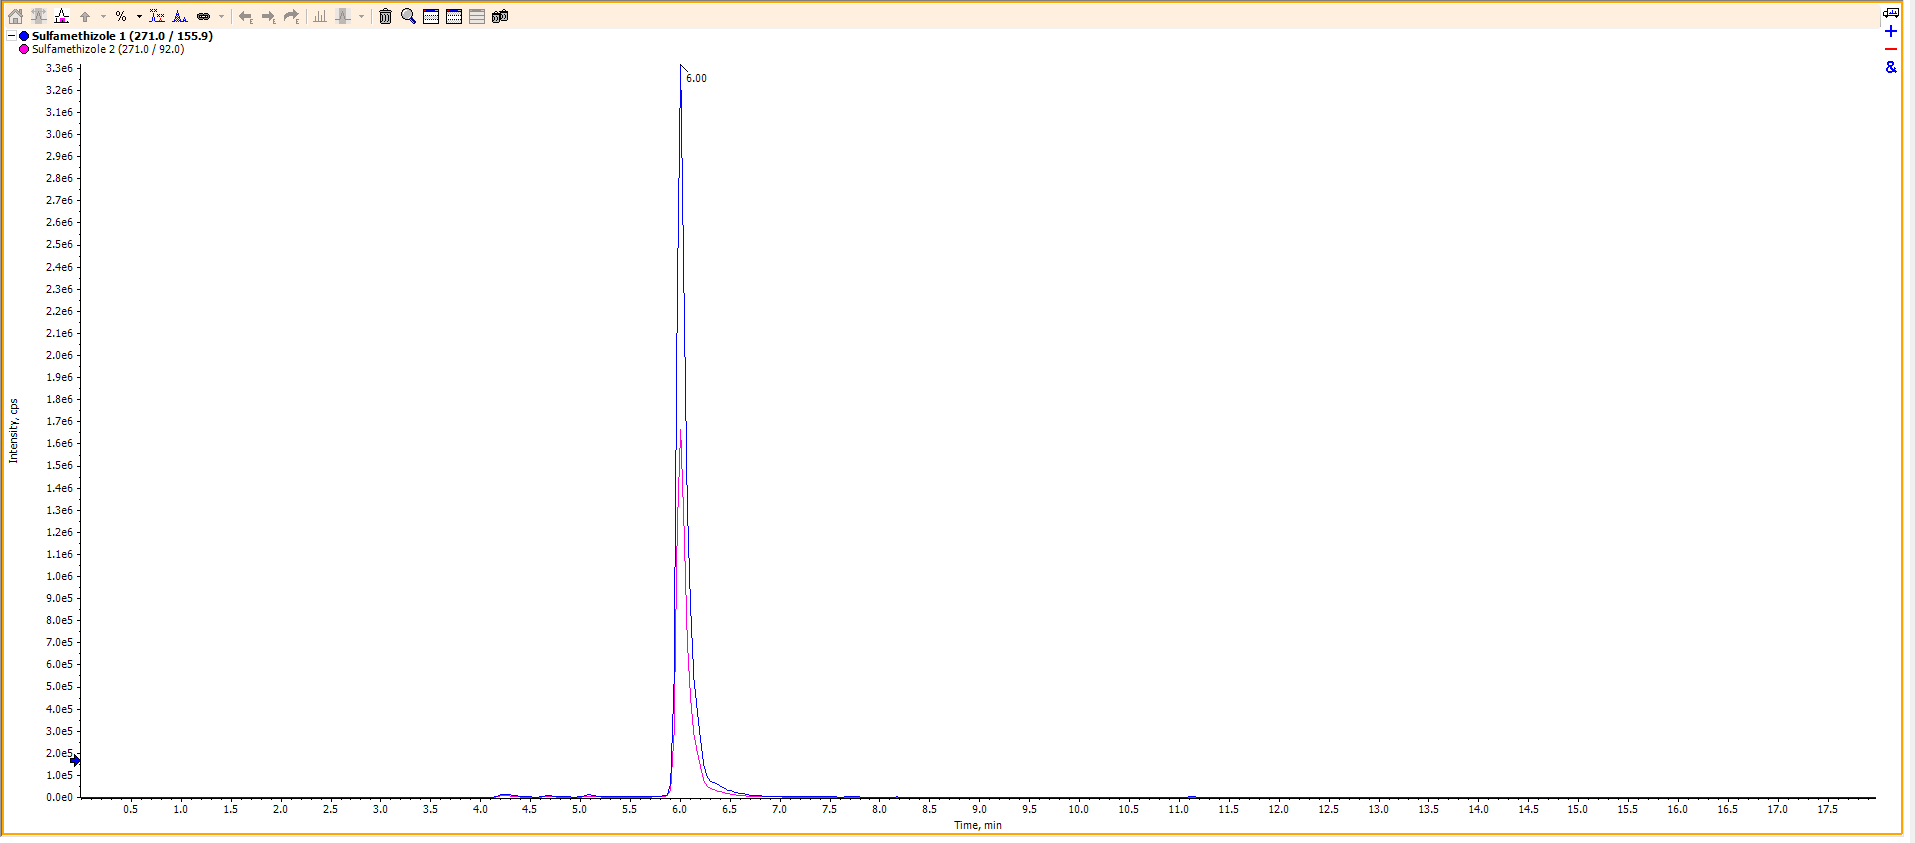 %
Sulfamethizole 1 (271.0 / 155.9)
Sulfamethizole 2 (271.0 / 92.0)
&
6.00
3.3e6
3.2e6
3.1e6
3.0e6
2.9e6
2.8e6
2.7e6
2.6e6
2.5e6
2.4e6
2.3e6
2.2e6
2.1e6
2.0e6
1.9e6
1.8e6
1.7e6
1.6e6
1.5e6
1.4e6
1.3e6
1.2e6
1.1e6
1.0e6
9.0e5
8.0e5
7.0e5
6.0e5
5.0e5
4.0e5
3.0e5
2.0e5
1.0e5
0.0e0
Intensity, cps
0.5 1.0 1.5 2.0 2.5 3.0 3.5 4.0 4.5 5.0 5.5 6.0 6.5 7.0 7.5 8.0 8.5 9.0 9.5 10.0 10.5 11.0 11.5 12.0 12.5 13.0 13.5 14.0 14.5 15.0 15.5 16.0 16.5 17.0 17.5
Time, min